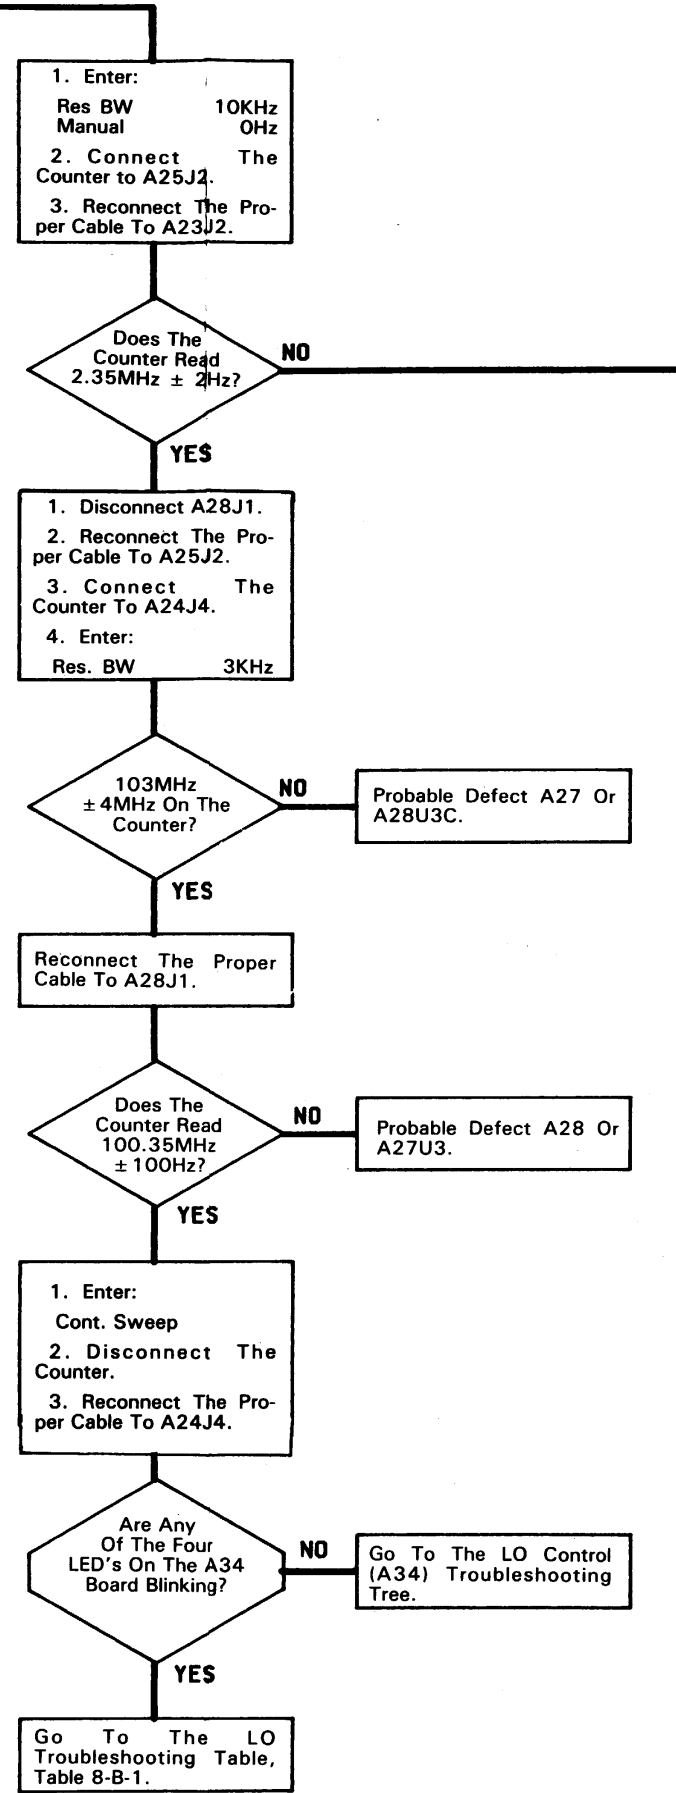 1. Enter:
Res BW 10KHz
Manual 0Hz
2. Connect The
Counter to A25J2.
3. Reconnect The Pro-
per Cable To A23J2.
Does The
Counter Read
2.35MHz ± 2Hz?
NO
YES
1. Disconnect A28J1.
2. Reconnect The Pro-
per Cable To A25J2.
3. Connect The
Counter To A24J4.
4. Enter:
Res. BW 3KHz
103MHz
±4MHz On The
Counter?
NO
Probable Defect A27 Or
A28U3C.
YES
Reconnect The Proper
Cable To A28J1.
Does The
Counter Read
100.35MHz
±100Hz?
NO
Probable Defect A28 Or
A27U3.
YES
1. Enter:
Cont. Sweep
2. Disconnect The
Counter.
3. Reconnect The Pro-
per Cable To A24J4.
Are Any
Of The Four
LED's On The A34
Board Blinking?
NO
Go To The LO Control
(A34) Troubleshooting
Tree.
YES
Go To The LO
Troubleshooting Table,
Table 8-B-1.